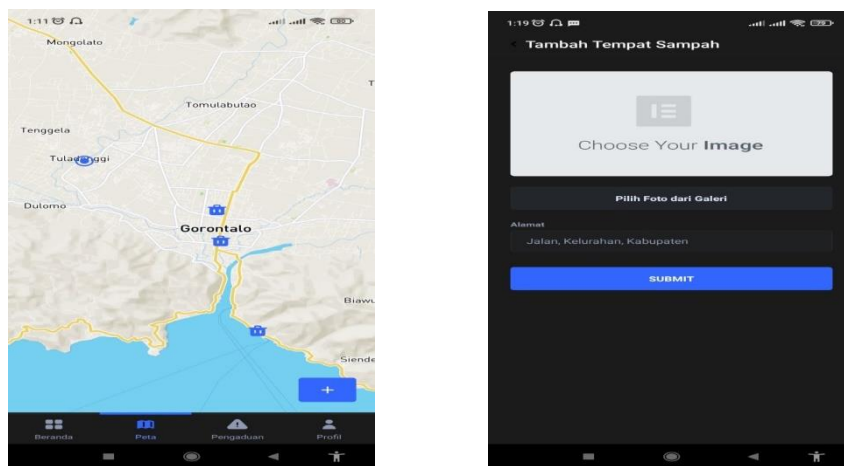 1:11
Mongolato
Tomulabutao
T
Tenggela
Tuladenggi
Dulomo
Gorontalo
Biawu
Siende
+
Beranda Peta Pengaduan Profil
1:19
< Tambah Tempat Sampah
Choose Your Image
Pilih Foto dari Galeri
Alamat
Jalan, Kelurahan, Kabupaten
SUBMIT